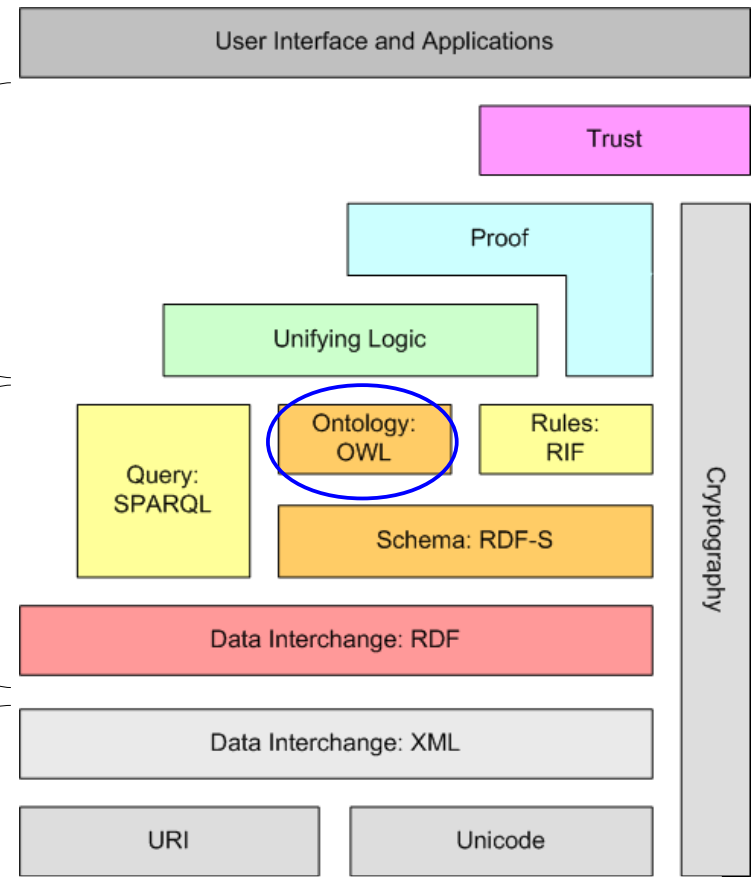 User Interface and Applications
Trust
Proof
Unifying Logic
Ontology:
OWL
Rules:
RIF
Query:
SPARQL
Schema: RDF-S
Cryptography
Data Interchange: RDF
Data Interchange: XML
URI
Unicode